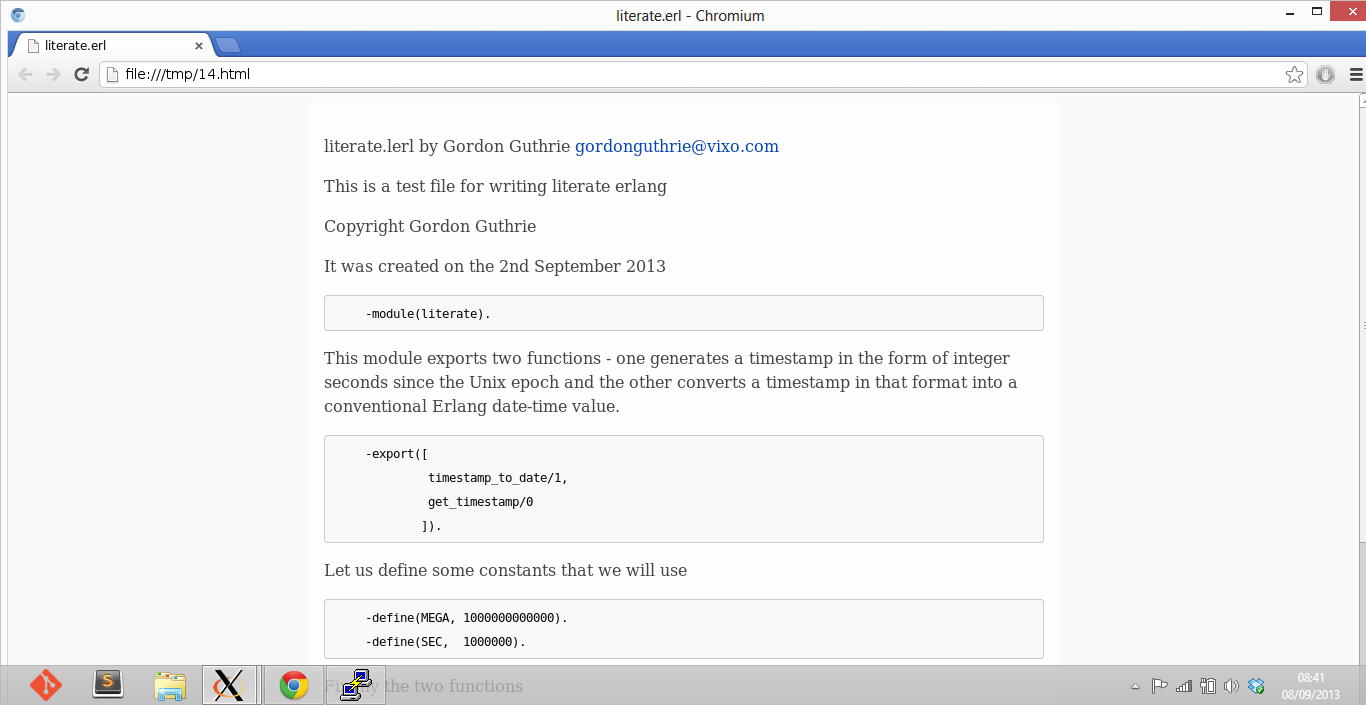 literate.erl - Chromium
literate.erl
file:///tmp/14.html
literate.lerl by Gordon Guthrie gordonguthrie@vixo.com
This is a test file for writing literate erlang
Copyright Gordon Guthrie
It was created on the 2nd September 2013
-module(literate).
This module exports two functions - one generates a timestamp in the form of integer
seconds since the Unix epoch and the other converts a timestamp in that format into a
conventional Erlang date-time value.
-export([
timestamp_to_date/1,
get_timestamp/0
]).
Let us define some constants that we will use
-define(MEGA, 1000000000000).
-define(SEC,  1000000).
the two functions
08:41
08/09/2013